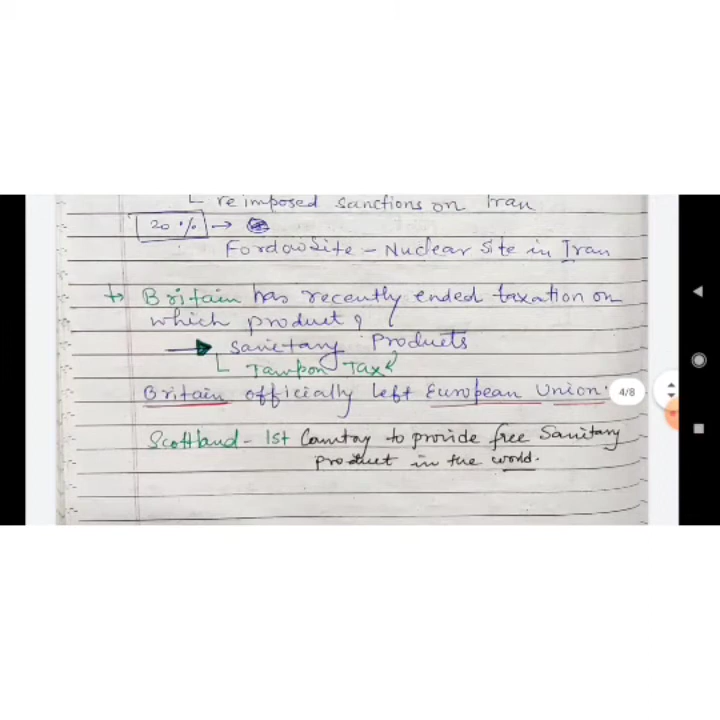 └ reimposed sanctions on Iran
20 % →
Fordow Site - Nuclear Site in Iran
Britain has recently ended taxation on
which product ?
→ Sanitary Products
└ Tampon Tax
Britain officially left European Union.
4/8
Scotland - 1st Country to provide free Sanitary
product in the world.